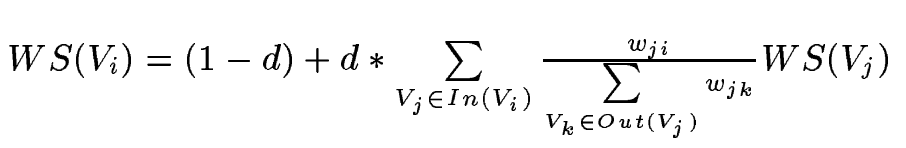 WS(V_i) = (1 − d) + d * \sum_{V_j \in In(V_i)} \frac{w_{ji}}{\sum_{V_k \in Out(V_j)} w_{jk}} WS(V_j)